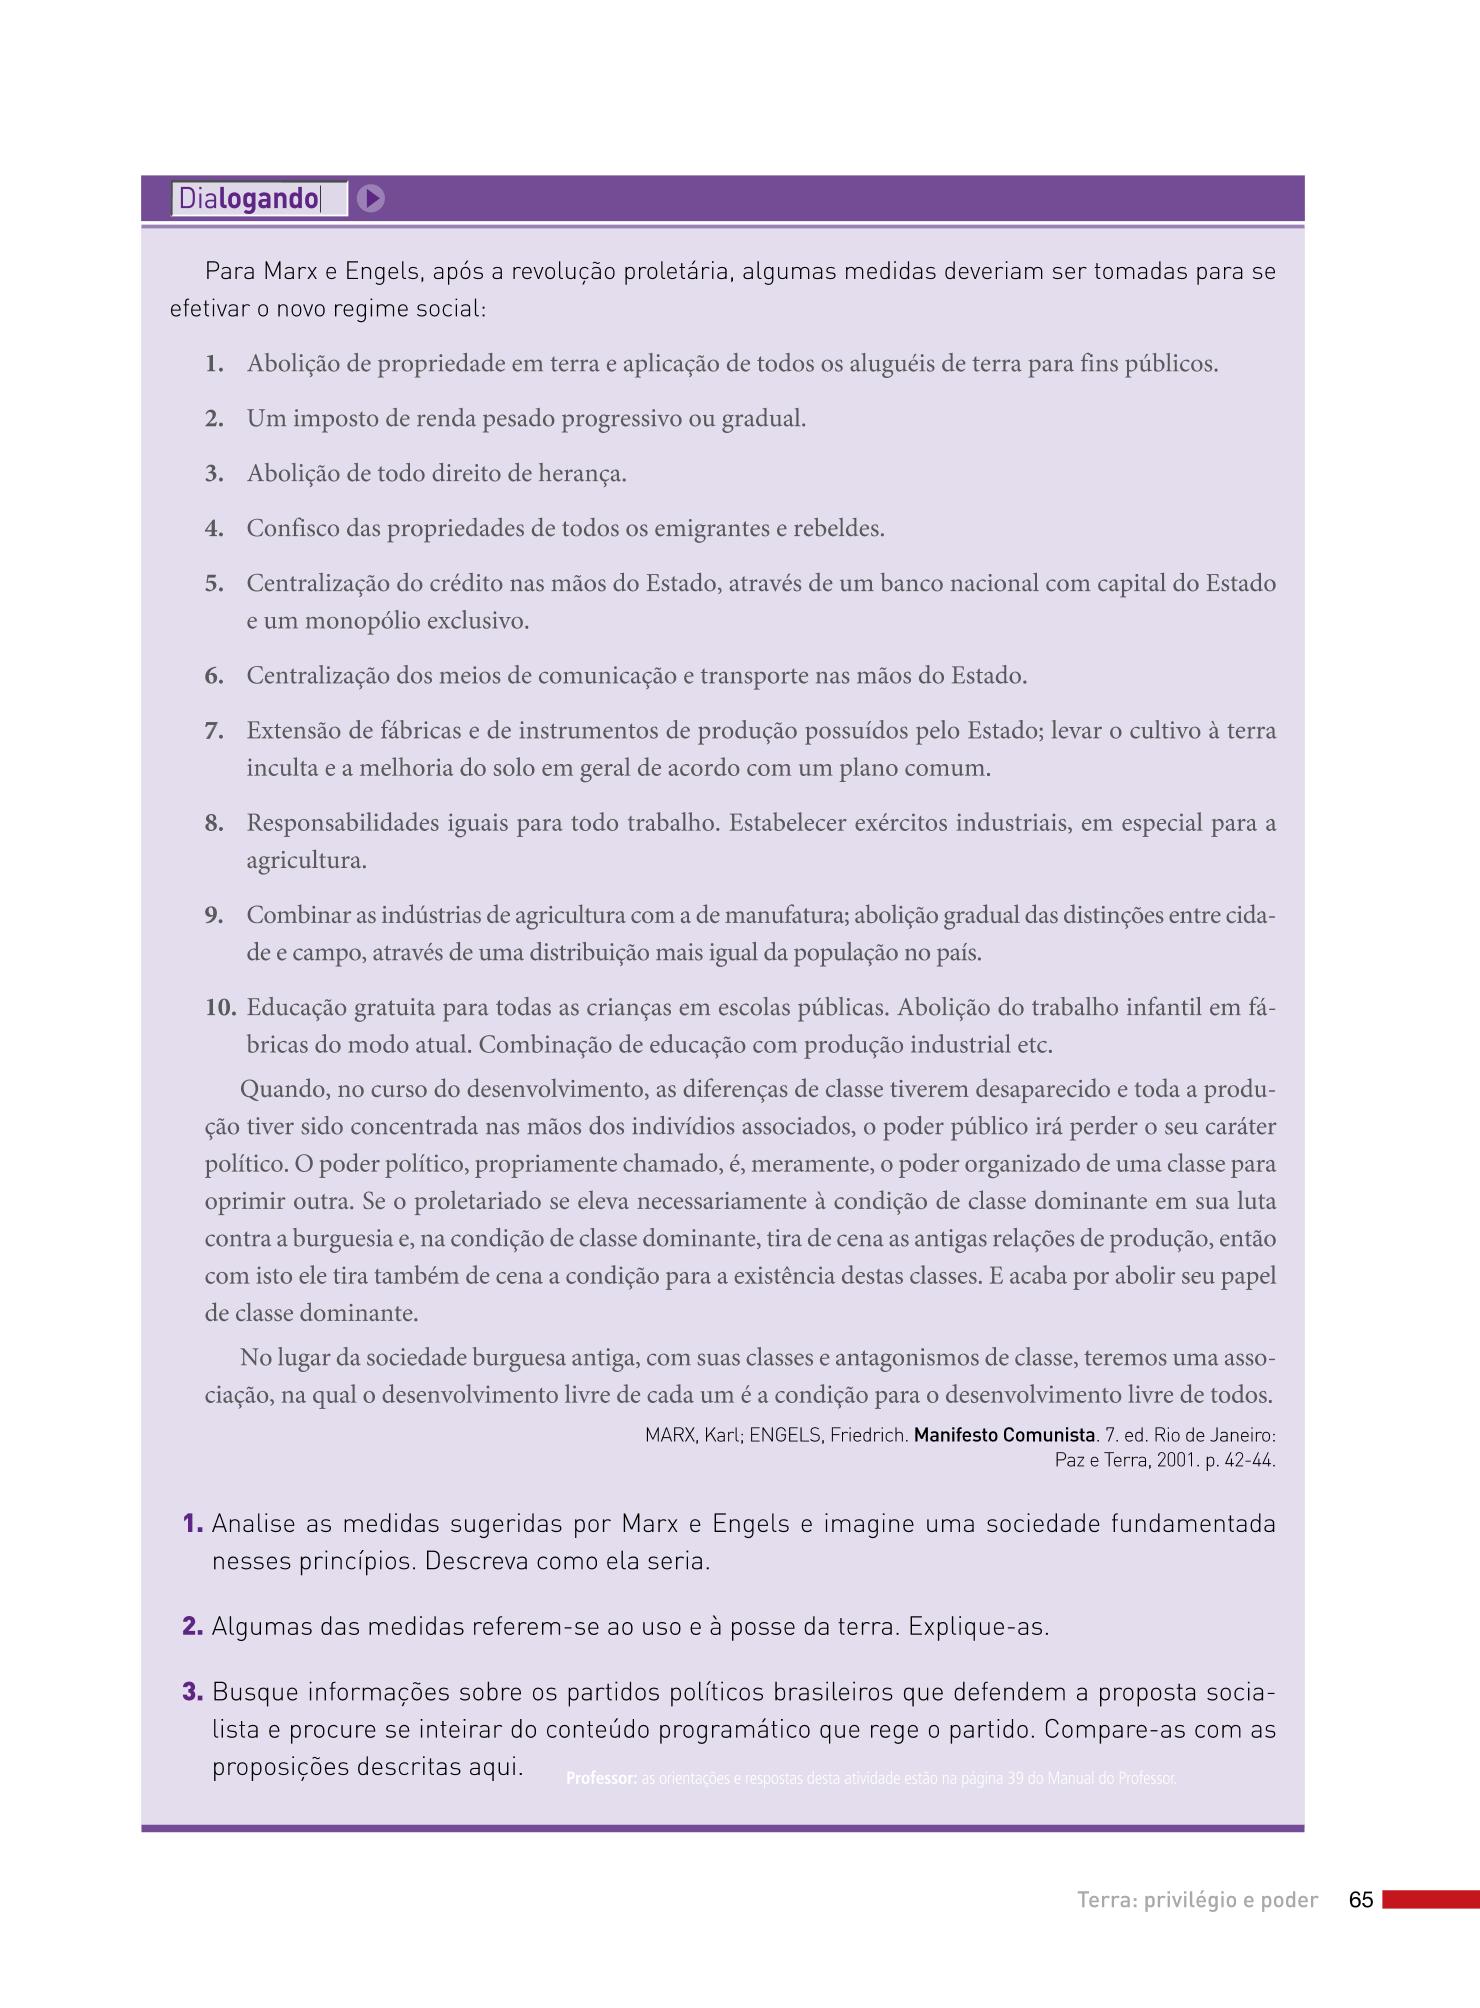 Dialogando
Para Marx e Engels, após a revolução proletária, algumas medidas deveriam ser tomadas para se
efetivar o novo regime social:
1. Abolição de propriedade em terra e aplicação de todos os aluguéis de terra para fins públicos.
2. Um imposto de renda pesado progressivo ou gradual.
3. Abolição de todo direito de herança.
4. Confisco das propriedades de todos os emigrantes e rebeldes.
5. Centralização do crédito nas mãos do Estado, através de um banco nacional com capital do Estado
e um monopólio exclusivo.
6. Centralização dos meios de comunicação e transporte nas mãos do Estado.
7. Extensão de fábricas e de instrumentos de produção possuídos pelo Estado; levar o cultivo à terra
inculta e a melhoria do solo em geral de acordo com um plano comum.
8. Responsabilidades iguais para todo trabalho. Estabelecer exércitos industriais, em especial para a
agricultura.
9. Combinar as indústrias de agricultura com a de manufatura; abolição gradual das distinções entre cida-
de e campo, através de uma distribuição mais igual da população no país.
10. Educação gratuita para todas as crianças em escolas públicas. Abolição do trabalho infantil em fá-
bricas do modo atual. Combinação de educação com produção industrial etc.
Quando, no curso do desenvolvimento, as diferenças de classe tiverem desaparecido e toda a produ-
ção tiver sido concentrada nas mãos dos indivídios associados, o poder público irá perder o seu caráter
político. O poder político, propriamente chamado, é, meramente, o poder organizado de uma classe para
oprimir outra. Se o proletariado se eleva necessariamente à condição de classe dominante em sua luta
contra a burguesia e, na condição de classe dominante, tira de cena as antigas relações de produção, então
com isto ele tira também de cena a condição para a existência destas classes. E acaba por abolir seu papel
de classe dominante.
No lugar da sociedade burguesa antiga, com suas classes e antagonismos de classe, teremos uma asso-
ciação, na qual o desenvolvimento livre de cada um é a condição para o desenvolvimento livre de todos.
MARX, Karl; ENGELS, Friedrich. Manifesto Comunista. 7. ed. Rio de Janeiro:
Paz e Terra, 2001. p. 42-44.
1. Analise as medidas sugeridas por Marx e Engels e imagine uma sociedade fundamentada
nesses princípios. Descreva como ela seria.
2. Algumas das medidas referem-se ao uso e à posse da terra. Explique-as.
3. Busque informações sobre os partidos políticos brasileiros que defendem a proposta socia-
lista e procure se inteirar do conteúdo programático que rege o partido. Compare-as com as
proposições descritas aqui.
Professor: as orientações e respostas desta atividade estão na página 39 do Manual do Professor.
Terra: privilégio e poder 65